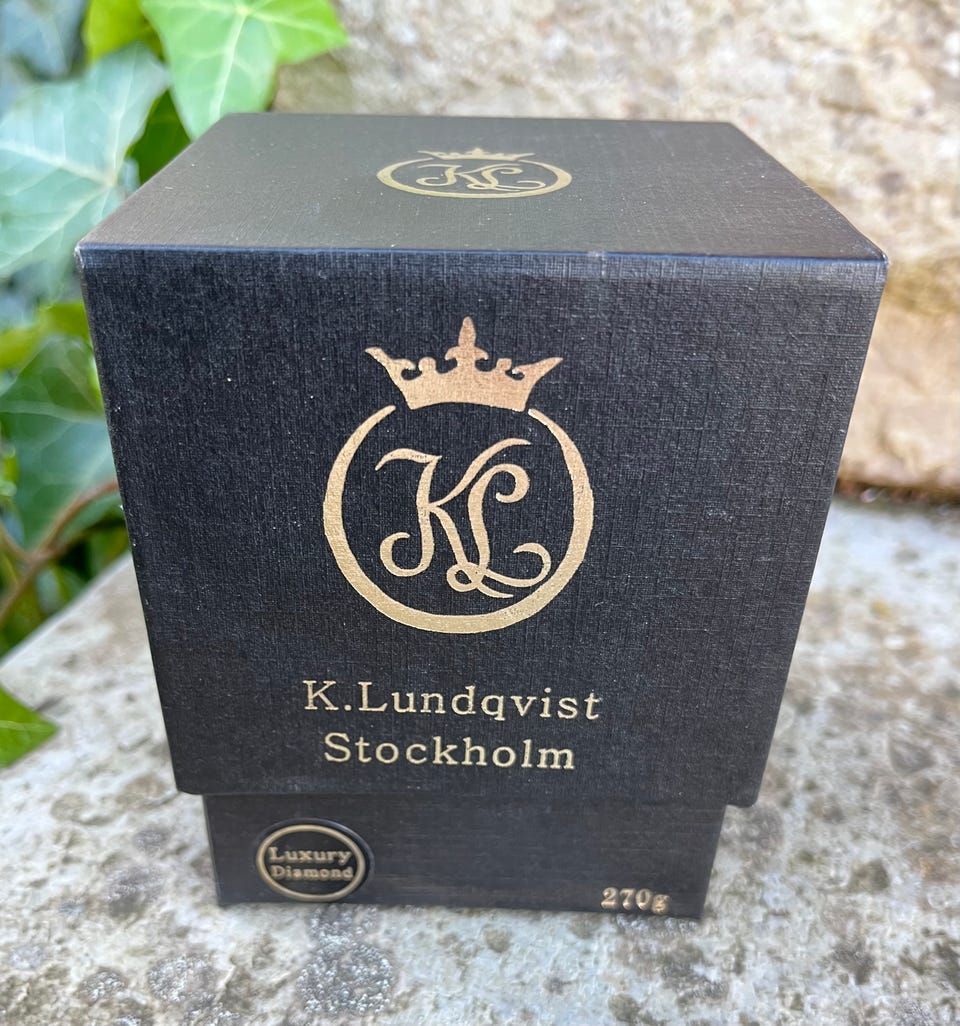 KL
KL
K.Lundqvist
Stockholm
Luxury
Diamond
270g